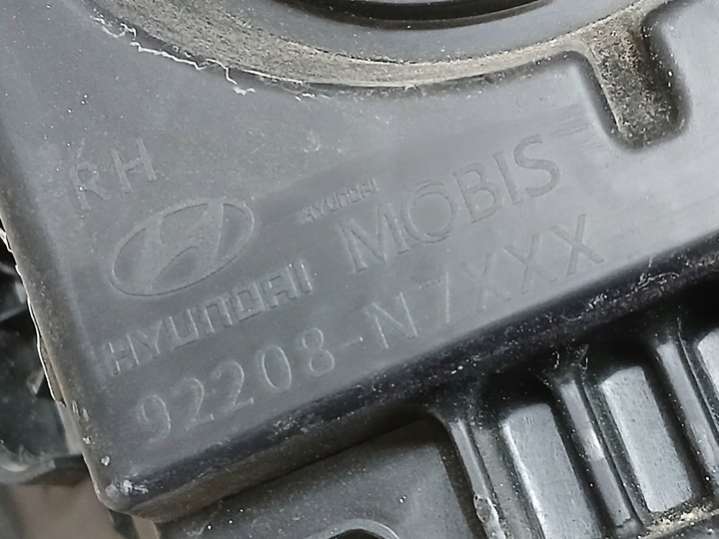 RH
HYUNDAI
MOBIS
HYUNDAI
92208-N7XXX